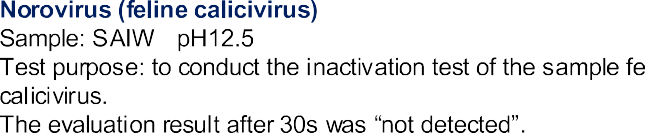 Norovirus (feline calicivirus)
Sample: SAIW pH12.5
Test purpose: to conduct the inactivation test of the sample fe
calicivirus.
The evaluation result after 30s was “not detected”.